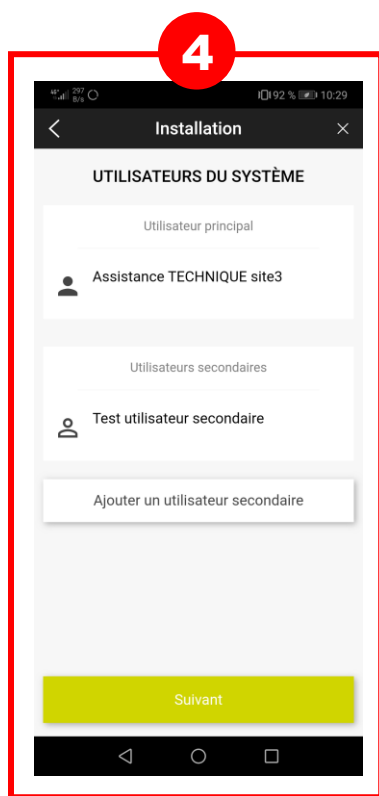 4
4G 297 B/s 92 % 10:29
Installation
UTILISATEURS DU SYSTÈME
Utilisateur principal
Assistance TECHNIQUE site3
Utilisateurs secondaires
Test utilisateur secondaire
Ajouter un utilisateur secondaire
Suivant